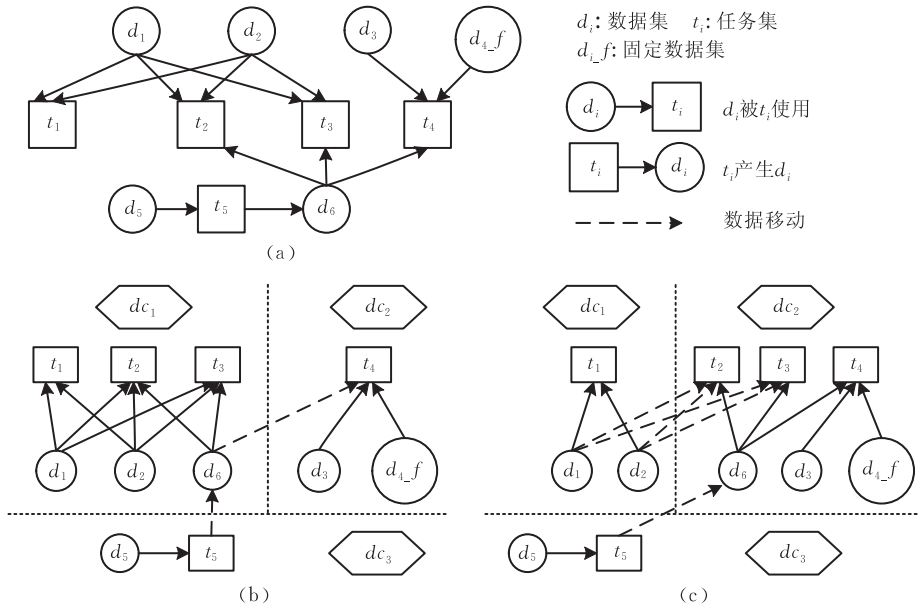 d₁ d₂ d₃ d₄_f
dᵢ: 数据集 tᵢ: 任务集
dᵢ_f: 固定数据集
t₁ t₂ t₃ t₄
dᵢ tᵢ dᵢ被tᵢ使用
tᵢ dᵢ tᵢ产生dᵢ
d₅ t₅ d₆
数据移动
(a)
dc₁ dc₂
t₁ t₂ t₃ t₄
d₁ d₂ d₆ d₃ d₄_f
d₅ t₅ dc₃
(b)
dc₁ dc₂
t₁ t₂ t₃ t₄
d₁ d₂ d₆ d₃ d₄_f
d₅ t₅ dc₃
(c)